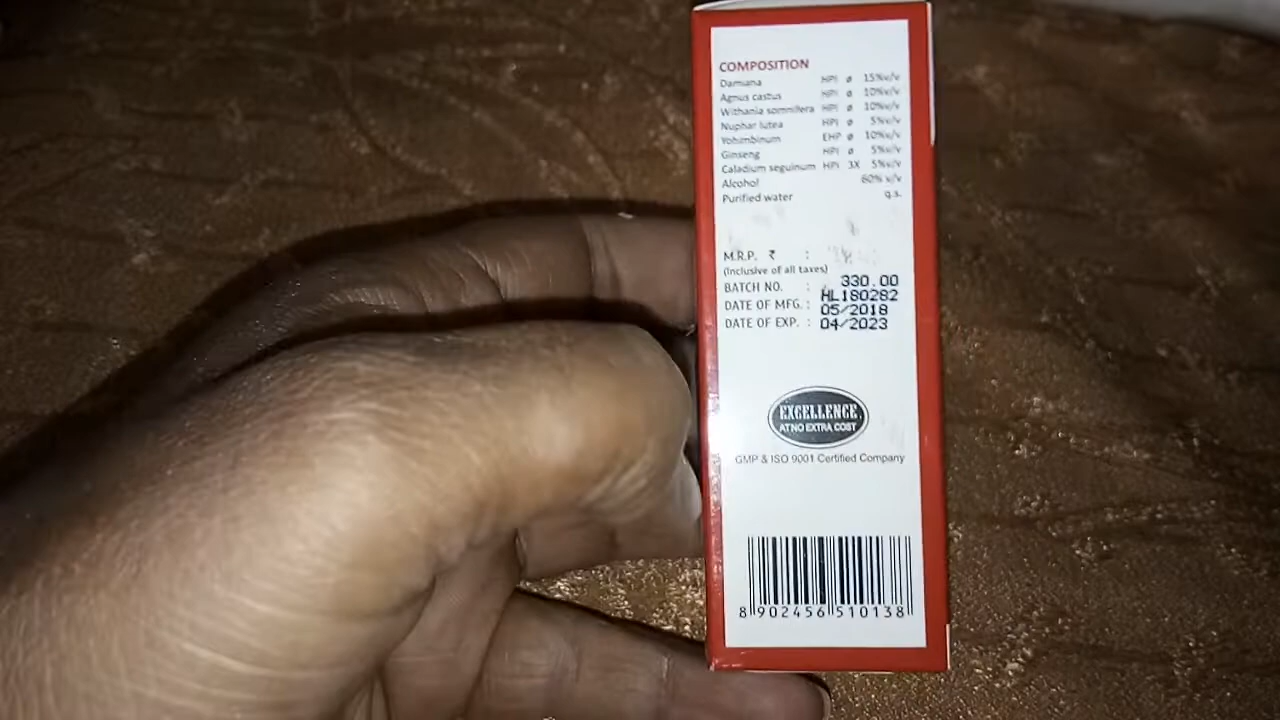 COMPOSITION
Damiana HPI ø 15%v/v
Agnus castus HPI ø 10%v/v
Withania somnifera HPI ø 10%v/v
Nuphar lutea HPI ø 5%v/v
Yohimbinum EHP ø 10%v/v
Ginseng HPI ø 5%v/v
Caladium seguinum HPI 3X 5%v/v
Alcohol 60% v/v
Purified water q.s.
M.R.P. ₹ :
(Inclusive of all taxes) 330.00
BATCH NO. : HL180282
DATE OF MFG. : 05/2018
DATE OF EXP. : 04/2023
EXCELLENCE
AT NO EXTRA COST
GMP & ISO 9001 Certified Company
8 902456 510138